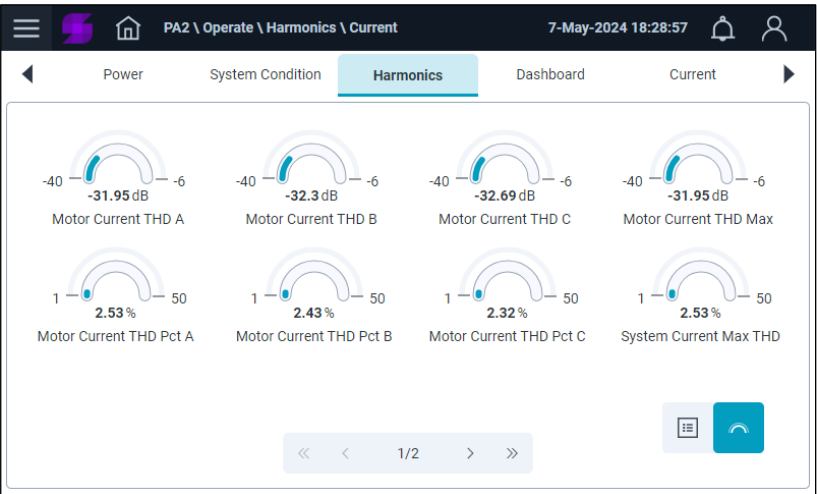 PA2 \ Operate \ Harmonics \ Current 7-May-2024 18:28:57
Power System Condition Harmonics Dashboard Current
-40 -6 -40 -6 -40 -6 -40 -6
-31.95 dB -32.3 dB -32.69 dB -31.95 dB
Motor Current THD A Motor Current THD B Motor Current THD C Motor Current THD Max
1 50 1 50 1 50 1 50
2.53 % 2.43 % 2.32 % 2.53 %
Motor Current THD Pct A Motor Current THD Pct B Motor Current THD Pct C System Current Max THD
1/2